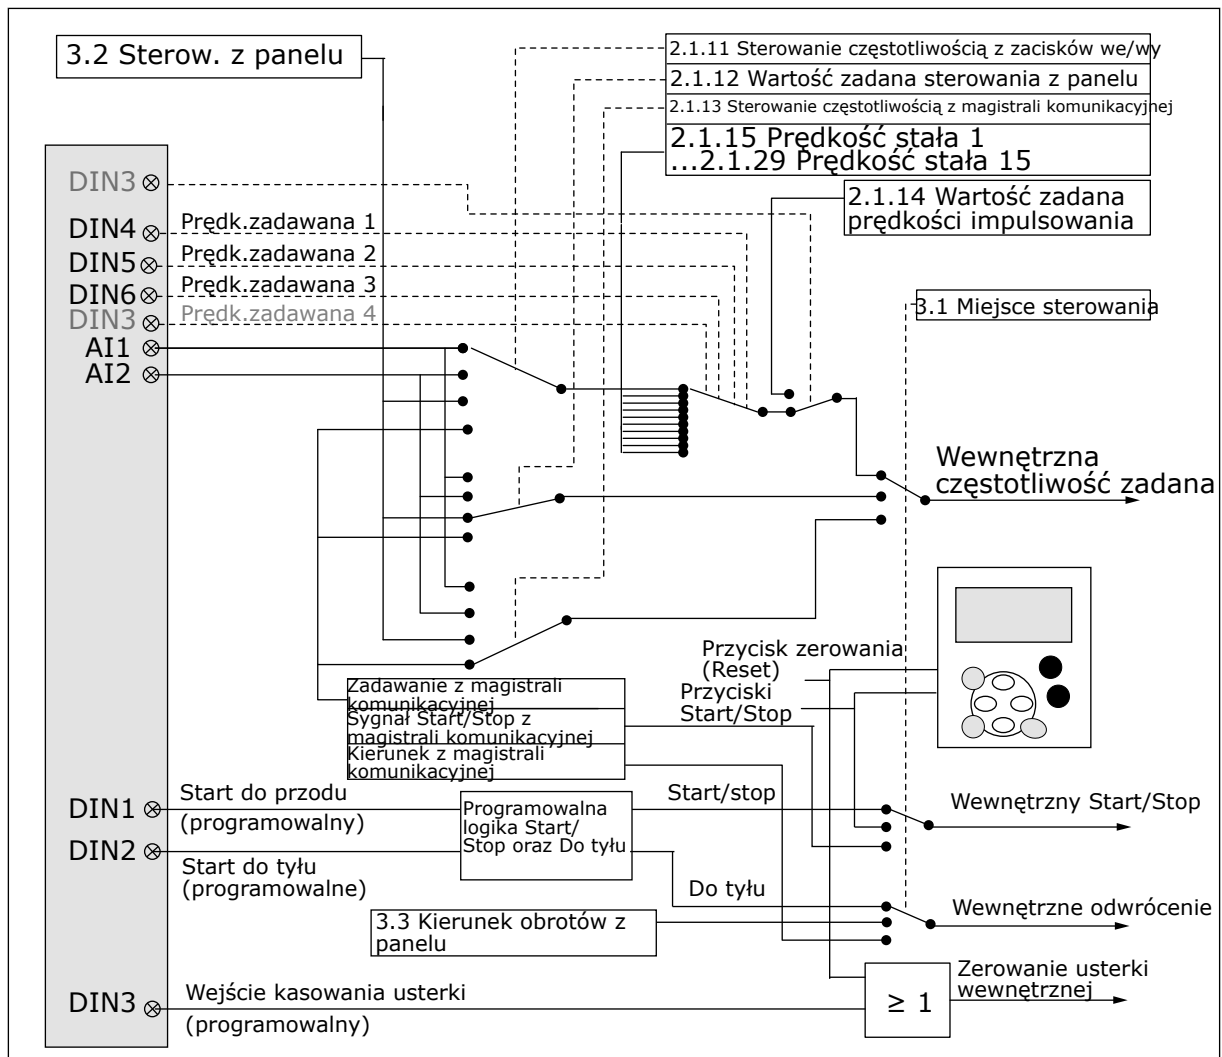 3.2 Sterow. z panelu
2.1.11 Sterowanie częstotliwością z zacisków we/wy
2.1.12 Wartość zadana sterowania z panelu
2.1.13 Sterowanie częstotliwością z magistrali komunikacyjnej
2.1.15 Prędkość stała 1
...2.1.29 Prędkość stała 15
2.1.14 Wartość zadana
prędkości impulsowania
3.1 Miejsce sterowania
DIN3
DIN4
Prędk.zadawana 1
DIN5
Prędk.zadawana 2
DIN6
Prędk.zadawana 3
DIN3
Prędk.zadawana 4
AI1
AI2
Wewnętrzna
częstotliwość zadana
Przycisk zerowania
(Reset)
Przyciski
Start/Stop
Zadawanie z magistrali
komunikacyjnej
Sygnał Start/Stop z
magistrali komunikacyjnej
Kierunek z magistrali
komunikacyjnej
DIN1
Start do przodu
(programowalny)
Programowalna
logika Start/
Stop oraz Do tyłu
Start/stop
Wewnętrzny Start/Stop
DIN2
Start do tyłu
(programowalne)
Do tyłu
3.3 Kierunek obrotów z
panelu
Wewnętrzne odwrócenie
DIN3
Wejście kasowania usterki
(programowalny)
≥ 1
Zerowanie usterki
wewnętrznej